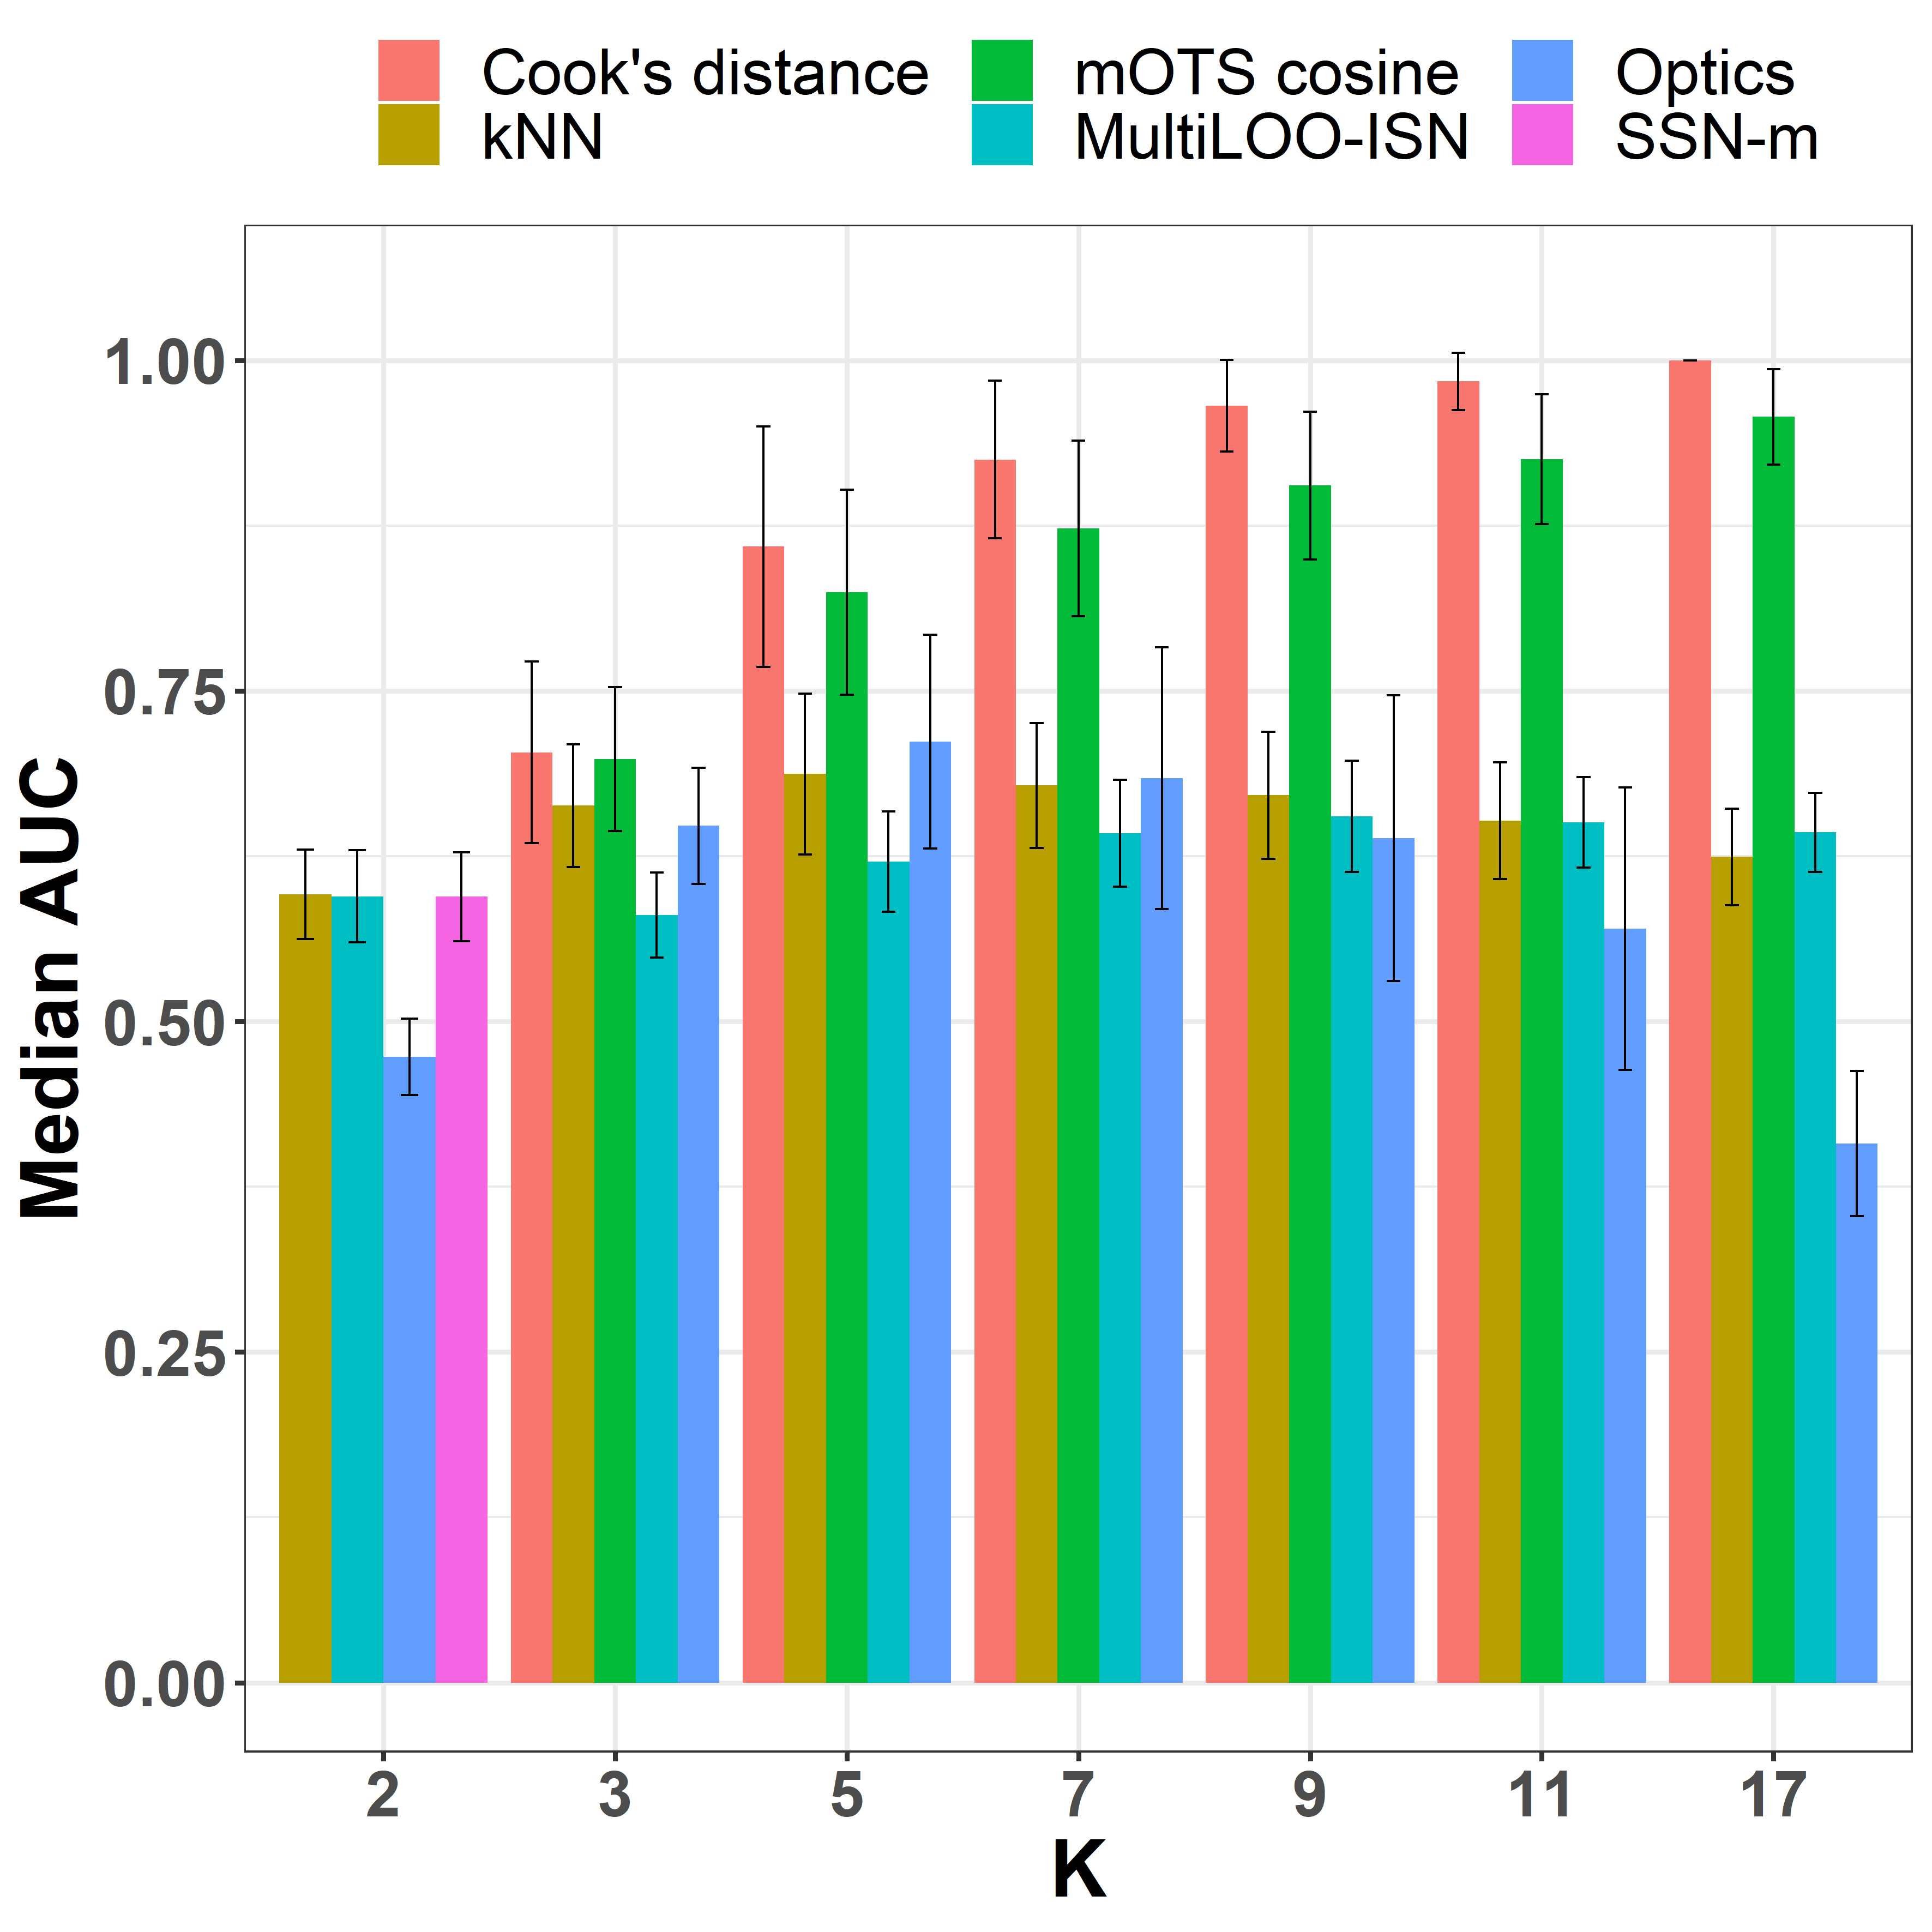 Cook's distance mOTS cosine Optics
kNN MultiLOO-ISN SSN-m
Median AUC
1.00
0.75
0.50
0.25
0.00
2 3 5 7 9 11 17
K